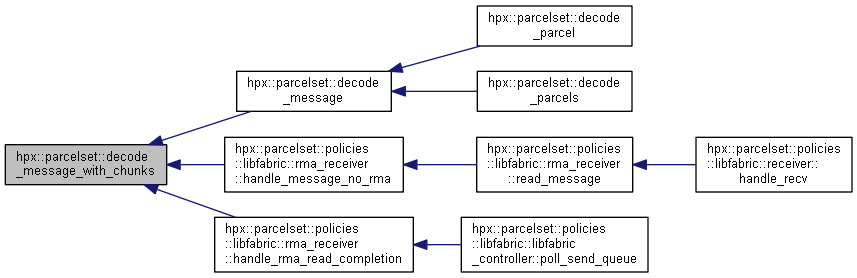 hpx::parcelset::decode
_parcel
hpx::parcelset::decode
_message
hpx::parcelset::decode
_parcels
hpx::parcelset::decode
_message_with_chunks
hpx::parcelset::policies
::libfabric::rma_receiver
::handle_message_no_rma
hpx::parcelset::policies
::libfabric::rma_receiver
::read_message
hpx::parcelset::policies
::libfabric::receiver::
handle_recv
hpx::parcelset::policies
::libfabric::rma_receiver
::handle_rma_read_completion
hpx::parcelset::policies
::libfabric::libfabric
_controller::poll_send_queue